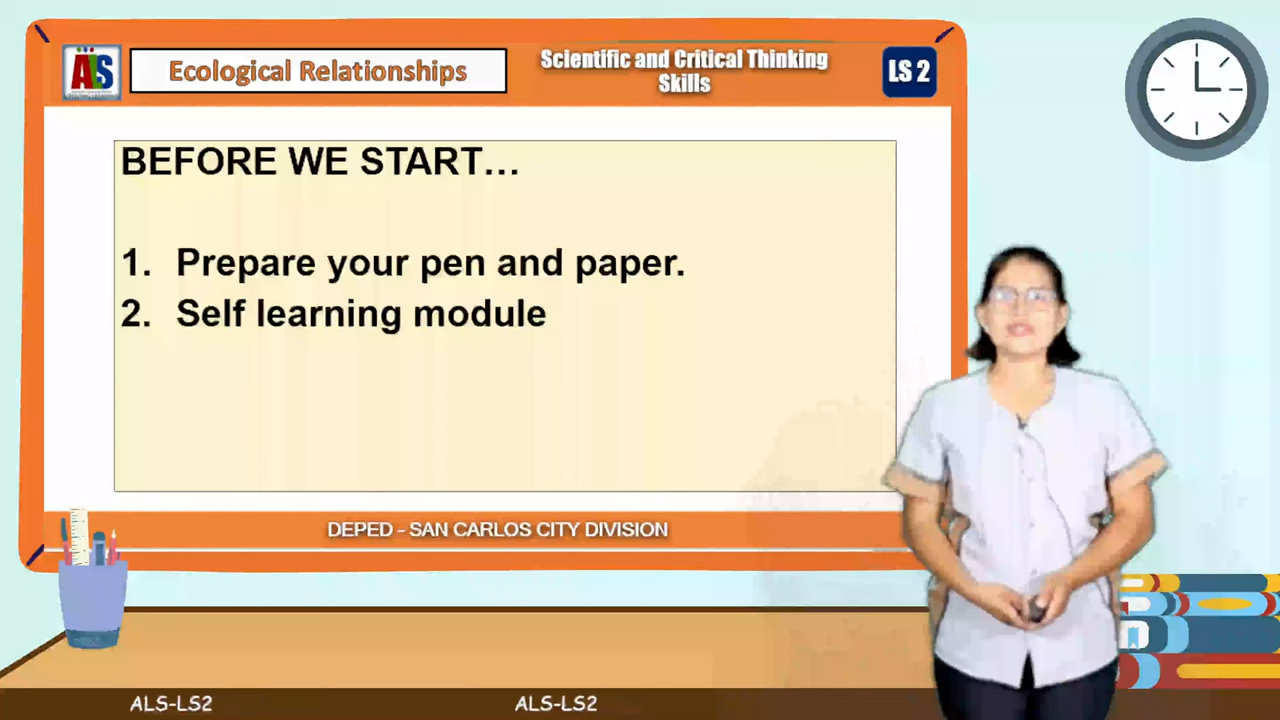 ALS
Ecological Relationships
Scientific and Critical Thinking
Skills
LS 2
BEFORE WE START…
1. Prepare your pen and paper.
2. Self learning module
DEPED - SAN CARLOS CITY DIVISION
ALS-LS2
ALS-LS2